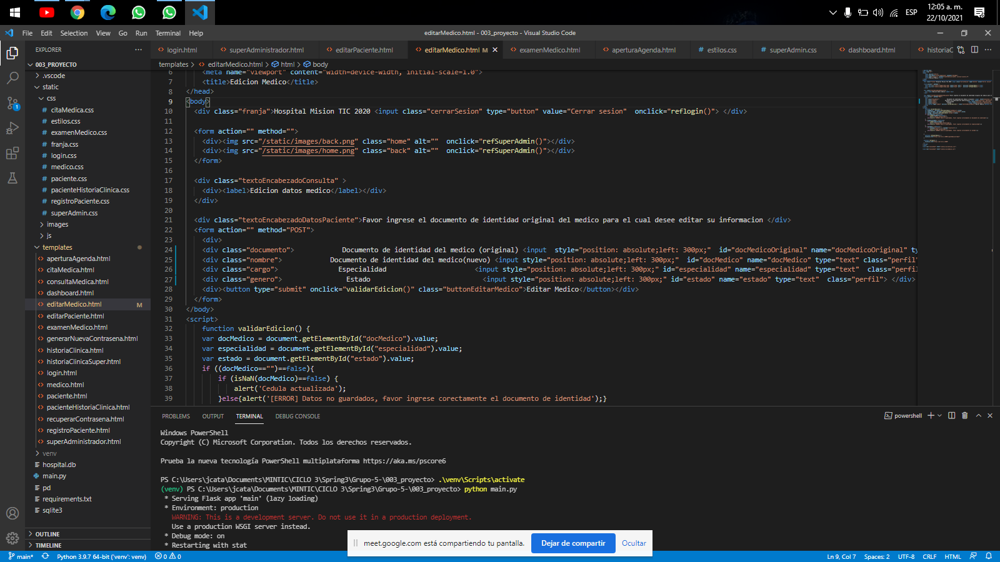 12:05 a. m.
ESP
22/10/2021
File Edit Selection View Go Run Terminal Help
editarMedico.html - 003_proyecto - Visual Studio Code
EXPLORER
login.html superAdministrador.html editarPaciente.html editarMedico.html M examenMedico.html aperturaAgenda.html estilos.css superAdmin.css dashboard.html historiaC
003_PROYECTO
templates > editarMedico.html > html > body
.vscode
static
css
citaMedica.css
estilos.css
examenMedico.css
franja.css
login.css
medico.css
paciente.css
pacienteHistoriaClinica.css
registroPaciente.css
superAdmin.css
images
js
templates
aperturaAgenda.html
citaMedica.html
consultaMedica.html
dashboard.html
editarMedico.html M
editarPaciente.html
examenMedico.html
generarNuevaContrasena.html
historiaClinica.html
historiaClinicaSuper.html
login.html
medico.html
paciente.html
pacienteHistoriaClinica.html
recuperarContrasena.html
registroPaciente.html
superAdministrador.html
venv
hospital.db
main.py
pd
requirements.txt
sqlite3
OUTLINE
TIMELINE
1
6 <meta name="viewport" content="width=device-width, initial-scale=1.0">
7 <title>Edicion Medico</title>
8 </head>
9 <body>
10 <div class="franja">Hospital Mision TIC 2020 <input class="cerrarSesion" type="button" value="Cerrar sesion" onclick="reflogin()"> </div>
11
12 <form action="" method="">
13 <div><img src="/static/images/back.png" class="home" alt="" onclick="refSuperAdmin()"></div>
14 <div><img src="/static/images/home.png" class="back" alt="" onclick="refSuperAdmin()"></div>
15 </form>
16
17 <div class="textoEncabezadoConsulta" >
18 <div><label>Edicion datos medico</label></div>
19 </div>
20
21 <div class="textoEncabezadoDatosPaciente">Favor ingrese el documento de identidad original del medico para el cual desee editar su informacion </div>
22 <form action="" method="POST">
23 <div>
24 <div class="documento"> Documento de identidad del medico (original) <input style="position: absolute;left: 300px;" id="docMedicoOriginal" name="docMedicoOriginal" ty
25 <div class="nombre"> Documento de identidad del medico(nuevo) <input style="position: absolute;left: 300px;" id="docMedico" name="docMedico" type="text" class="perfil"
26 <div class="cargo"> Especialidad <input style="position: absolute;left: 300px;" id="especialidad" name="especialidad" type="text" class="perfil
27 <div class="genero"> Estado <input style="position: absolute;left: 300px;" id="estado" name="estado" type="text" class="perfil"> </div>
28 <div><button type="submit" onclick="validarEdicion()" class="buttonEditarMedico">Editar Medico</button></div>
29 </form>
30 </body>
31 <script>
32 function validarEdicion() {
33 var docMedico = document.getElementById("docMedico").value;
34 var especialidad = document.getElementById("especialidad").value;
35 var estado = document.getElementById("estado").value;
36 if ((docMedico=="")==false){
37 if (isNaN(docMedico)==false) {
38 alert('Cedula actualizada');
39 }else{alert('[ERROR] Datos no guardados, favor ingrese corectamente el documento de identidad');}
PROBLEMS OUTPUT TERMINAL DEBUG CONSOLE
powershell
Windows PowerShell
Copyright (C) Microsoft Corporation. Todos los derechos reservados.
Prueba la nueva tecnología PowerShell multiplataforma https://aka.ms/pscore6
PS C:\Users\jcata\Documents\MINTIC\CICLO 3\Spring3\Grupo-5-\003_proyecto> .\venv\Scripts\activate
(venv) PS C:\Users\jcata\Documents\MINTIC\CICLO 3\Spring3\Grupo-5-\003_proyecto> python main.py
* Serving Flask app 'main' (lazy loading)
* Environment: production
WARNING: This is a development server. Do not use it in a production deployment.
Use a production WSGI server instead.
* Debug mode: on
* Restarting with stat
meet.google.com está compartiendo tu pantalla. Dejar de compartir Ocultar
main* Python 3.9.7 64-bit ('venv': venv) 0 0 Ln 9, Col 7 Spaces: 2 UTF-8 CRLF HTML